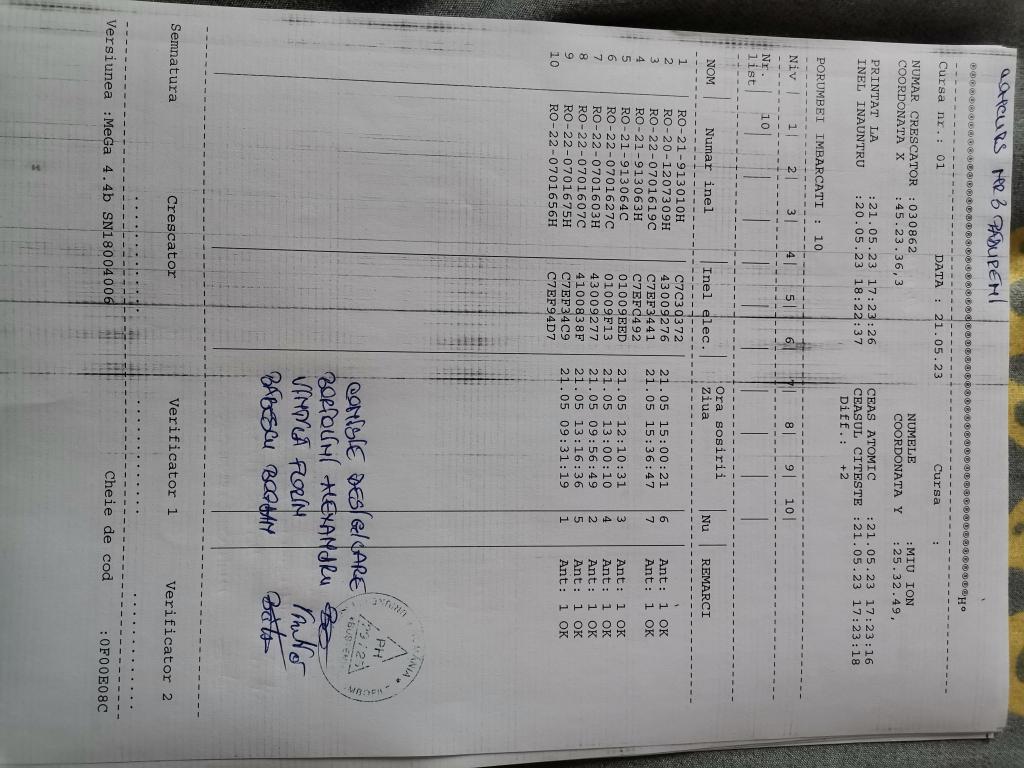 CONCURS NR 3
®®®®®®®®®®®®®®®®®®®®®®®®®®®®®®®®®®®®®®®®®®®®®®®®®H°
Cursa nr.: 01 DATA : 21.05.23 Cursa :
NUMAR CRESCATOR :030862 NUMELE :MIU ION
COORDONATA X :45.23.36,3 COORDONATA Y :25.32.49,
PRINTAT LA :21.05.23 17:23:26 CEAS ATOMIC :21.05.23 17:23:16
INEL INAUNTRU :20.05.23 18:22:37 CEASUL CITESTE :21.05.23 17:23:18
Dif.: +2
PORUMBEI IMBARCATI : 10
Niv | 1| 2| 3| 4| 5| 6| 7| 8| 9| 10|
Nr. | 10|
list
NOM | Numar inel | Inel elec. | Ora sosirii | Nu | REMARCI
Ziua
1 RO-21-913010H C7C30372
2 RO-20-1207309H 43009276 21.05 15:00:21 6 Ant: 1 OK
3 RO-22-0701619C C7EF3441 21.05 15:36:47 7 Ant: 1 OK
4 RO-21-913063H C7EFC492
5 RO-21-913064C 01009EED 21.05 12:10:31 3 Ant: 1 OK
6 RO-22-0701627C 01009F13 21.05 13:00:10 4 Ant: 1 OK
7 RO-22-0701603H 43009277 21.05 09:56:49 2 Ant: 1 OK
8 RO-22-0701607C 4100838F 21.05 13:16:36 5 Ant: 1 OK
9 RO-22-0701675H C7EF34C9 21.05 09:31:19 1 Ant: 1 OK
10 RO-22-0701656H C7EF94D7
COMISIE DESIGILARE
ALEXANDRU
FLORIN
BOGDAN
PH
Semnatura Crescator Verificator 1 Verificator 2
Versiunea :MeGa 4.4b SN18004006 Cheie de cod :0F00E08C